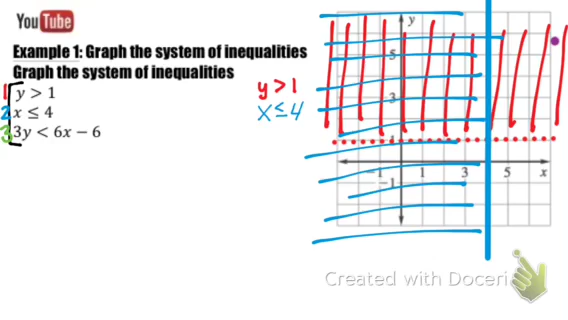 YouTube
Example 1: Graph the system of inequalities
Graph the system of inequalities
1 y > 1
2 x ≤ 4
3 3y < 6x − 6
y > 1
x ≤ 4
y
5
3
1
−1 1 3 5 x
−1
Created with Doceri